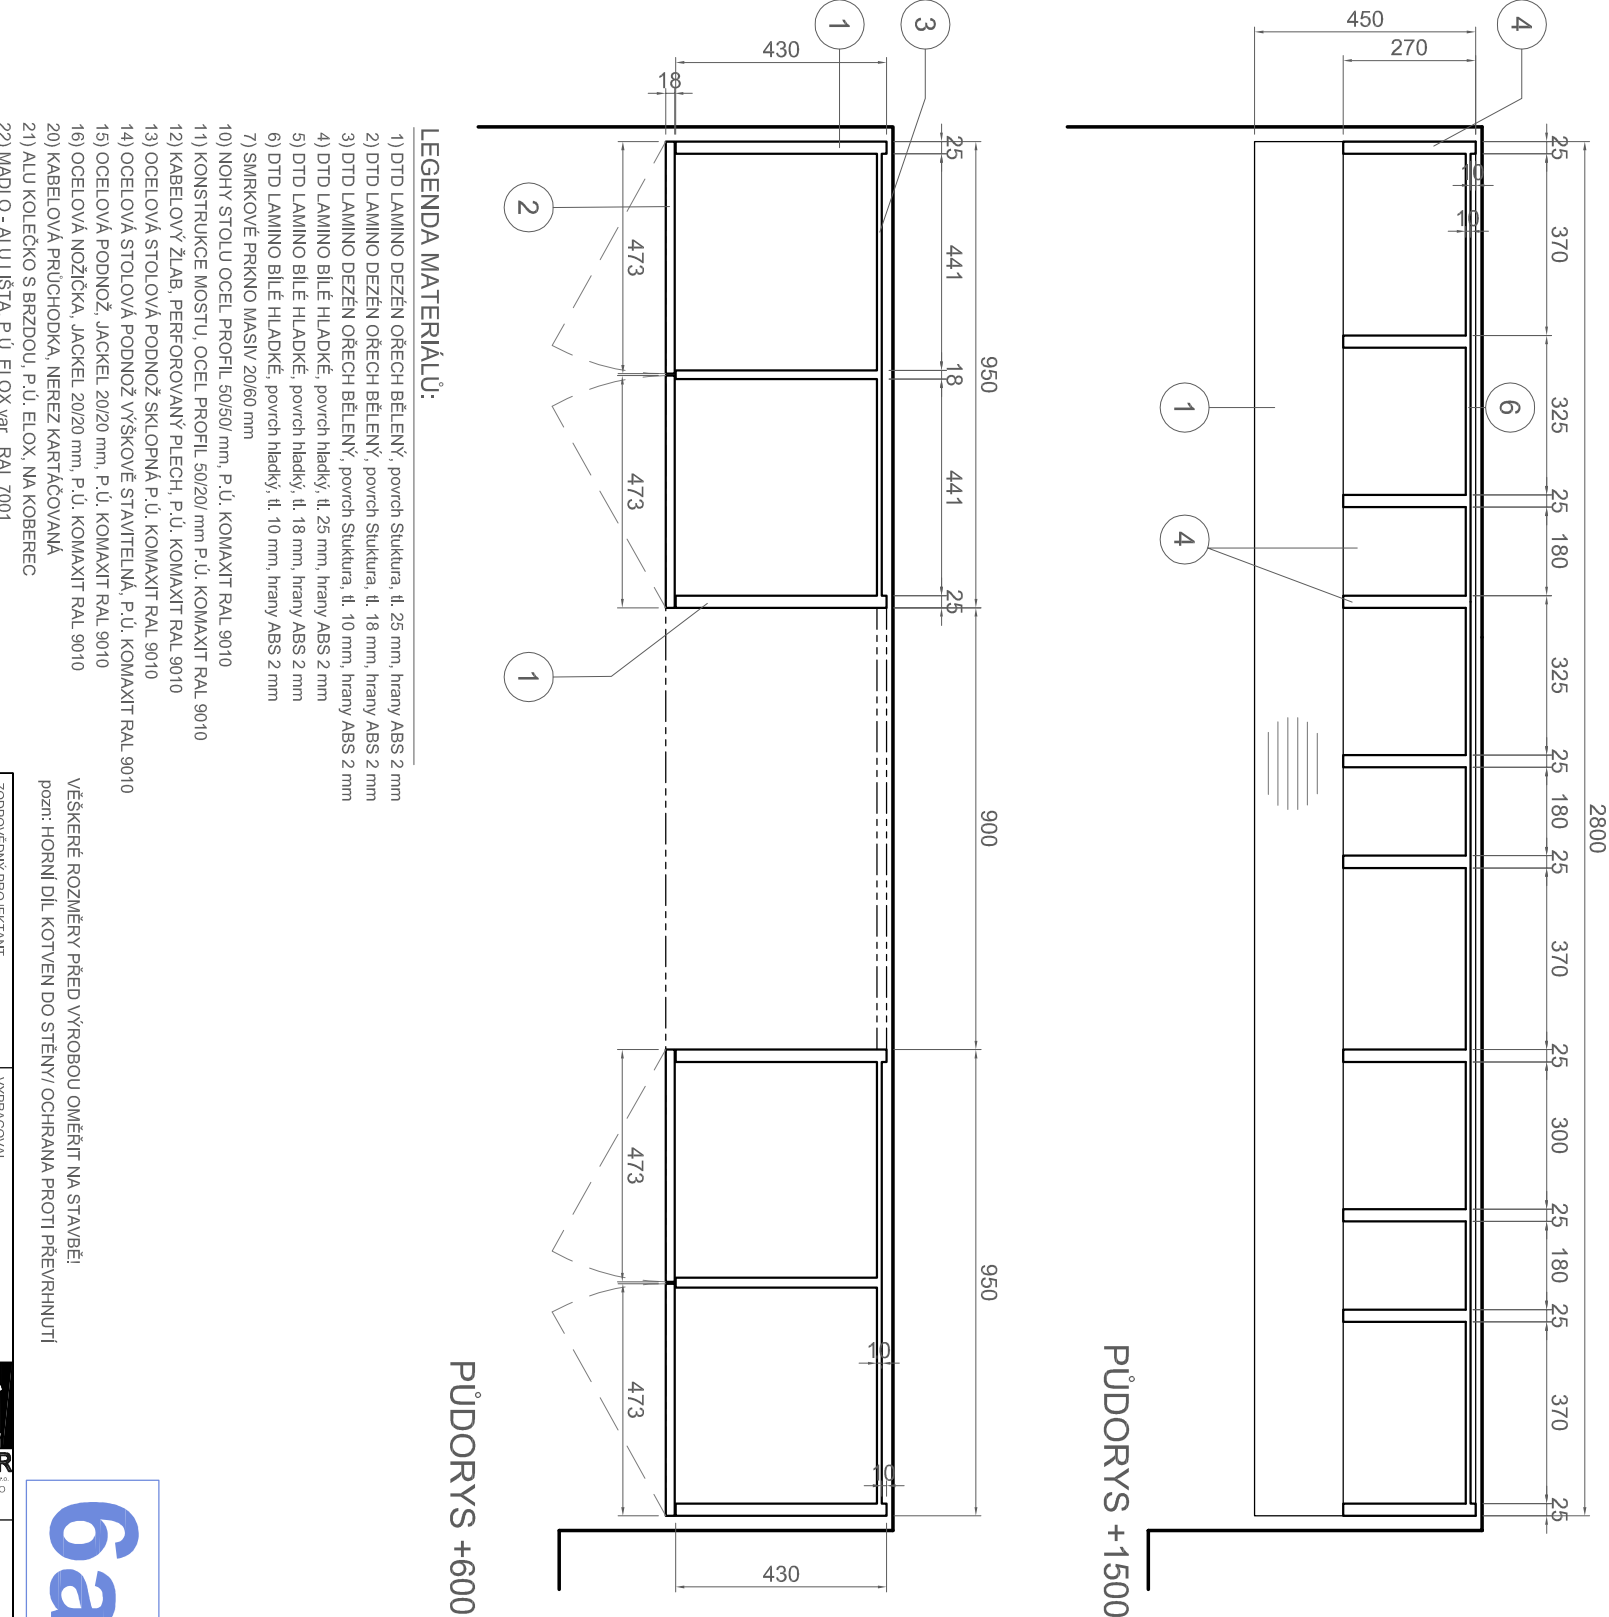 2800
25
370
325
25
180
325
25
180
25
370
25
300
25
180
25
370
25
450
270
10
10
4
6
1
4
PŮDORYS +1500
950
900
950
25
441
18
441
25
430
18
473
473
473
473
10
10
430
1
3
2
1
PŮDORYS +600
LEGENDA MATERIÁLŮ:
1) DTD LAMINO DEZÉN OŘECH BĚLENÝ, povrch Stuktura, tl. 25 mm, hrany ABS 2 mm
2) DTD LAMINO DEZÉN OŘECH BĚLENÝ, povrch Stuktura, tl. 18 mm, hrany ABS 2 mm
3) DTD LAMINO DEZÉN OŘECH BĚLENÝ, povrch Stuktura, tl. 10 mm, hrany ABS 2 mm
4) DTD LAMINO BÍLÉ HLADKÉ, povrch hladký, tl. 25 mm, hrany ABS 2 mm
5) DTD LAMINO BÍLÉ HLADKÉ, povrch hladký, tl. 18 mm, hrany ABS 2 mm
6) DTD LAMINO BÍLÉ HLADKÉ, povrch hladký, tl. 10 mm, hrany ABS 2 mm
7) SMRKOVÉ PRKNO MASIV 20/60 mm
10) NOHY STOLU OCEL PROFIL 50/50/ mm, P.Ú. KOMAXIT RAL 9010
11) KONSTRUKCE MOSTU, OCEL PROFIL 50/20/ mm P.Ú. KOMAXIT RAL 9010
12) KABELOVÝ ŽLAB, PERFOROVANÝ PLECH, P.Ú. KOMAXIT RAL 9010
13) OCELOVÁ STOLOVÁ PODNOŽ SKLOPNÁ P.Ú. KOMAXIT RAL 9010
14) OCELOVÁ STOLOVÁ PODNOŽ VÝŠKOVĚ STAVITELNÁ, P.Ú. KOMAXIT RAL 9010
15) OCELOVÁ PODNOŽ, JACKEL 20/20 mm, P.Ú. KOMAXIT RAL 9010
16) OCELOVÁ NOŽIČKA, JACKEL 20/20 mm, P.Ú. KOMAXIT RAL 9010
20) KABELOVÁ PRŮCHODKA, NEREZ KARTÁČOVANÁ
21) ALU KOLEČKO S BRZDOU, P.Ú. ELOX, NA KOBEREC
22) MADLO - ALU LIŠTA, P.Ú. ELOX var. RAL 7001
VĚŠKERÉ ROZMĚRY PŘED VÝROBOU OMĚŘIT NA STAVBĚ!
pozn: HORNÍ DÍL KOTVEN DO STĚNY/ OCHRANA PROTI PŘEVRHNUTÍ
ZODPOVĚDNÝ PROJEKTANT
VYPRACOVAL
6a